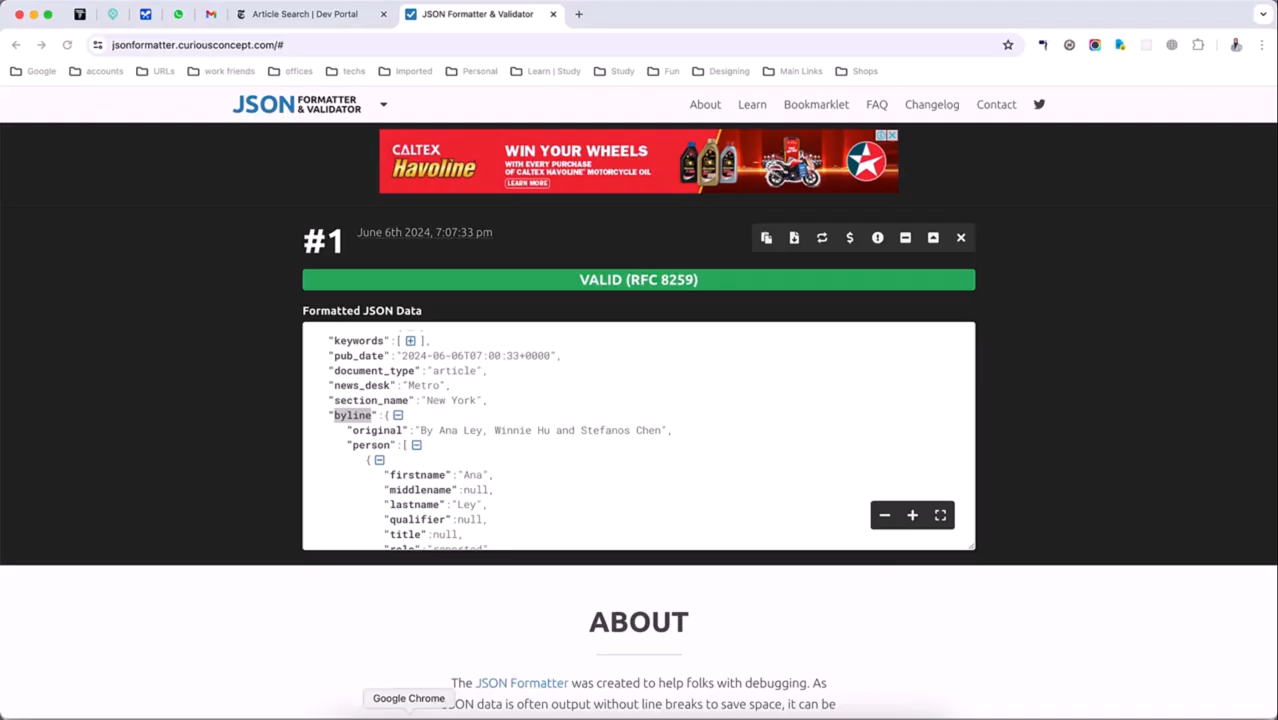 Article Search | Dev Portal
JSON Formatter & Validator
jsonformatter.curiousconcept.com/#
Google
accounts
URLs
work friends
offices
techs
Imported
Personal
Learn | Study
Study
Fun
Designing
Main Links
Shops
JSON FORMATTER & VALIDATOR
About
Learn
Bookmarklet
FAQ
Changelog
Contact
CALTEX
Havoline
WIN YOUR WHEELS
WITH EVERY PURCHASE
OF CALTEX HAVOLINE MOTORCYCLE OIL
LEARN MORE
#1
June 6th 2024, 7:07:33 pm
VALID (RFC 8259)
Formatted JSON Data
"keywords":[ ],
"pub_date":"2024-06-06T07:00:33+0000",
"document_type":"article",
"news_desk":"Metro",
"section_name":"New York",
"byline":{
"original":"By Ana Ley, Winnie Hu and Stefanos Chen",
"person":[
{
"firstname":"Ana",
"middlename":null,
"lastname":"Ley",
"qualifier":null,
"title":null,
"role":"reported",
ABOUT
The JSON Formatter was created to help folks with debugging. As
JSON data is often output without line breaks to save space, it can be
Google Chrome